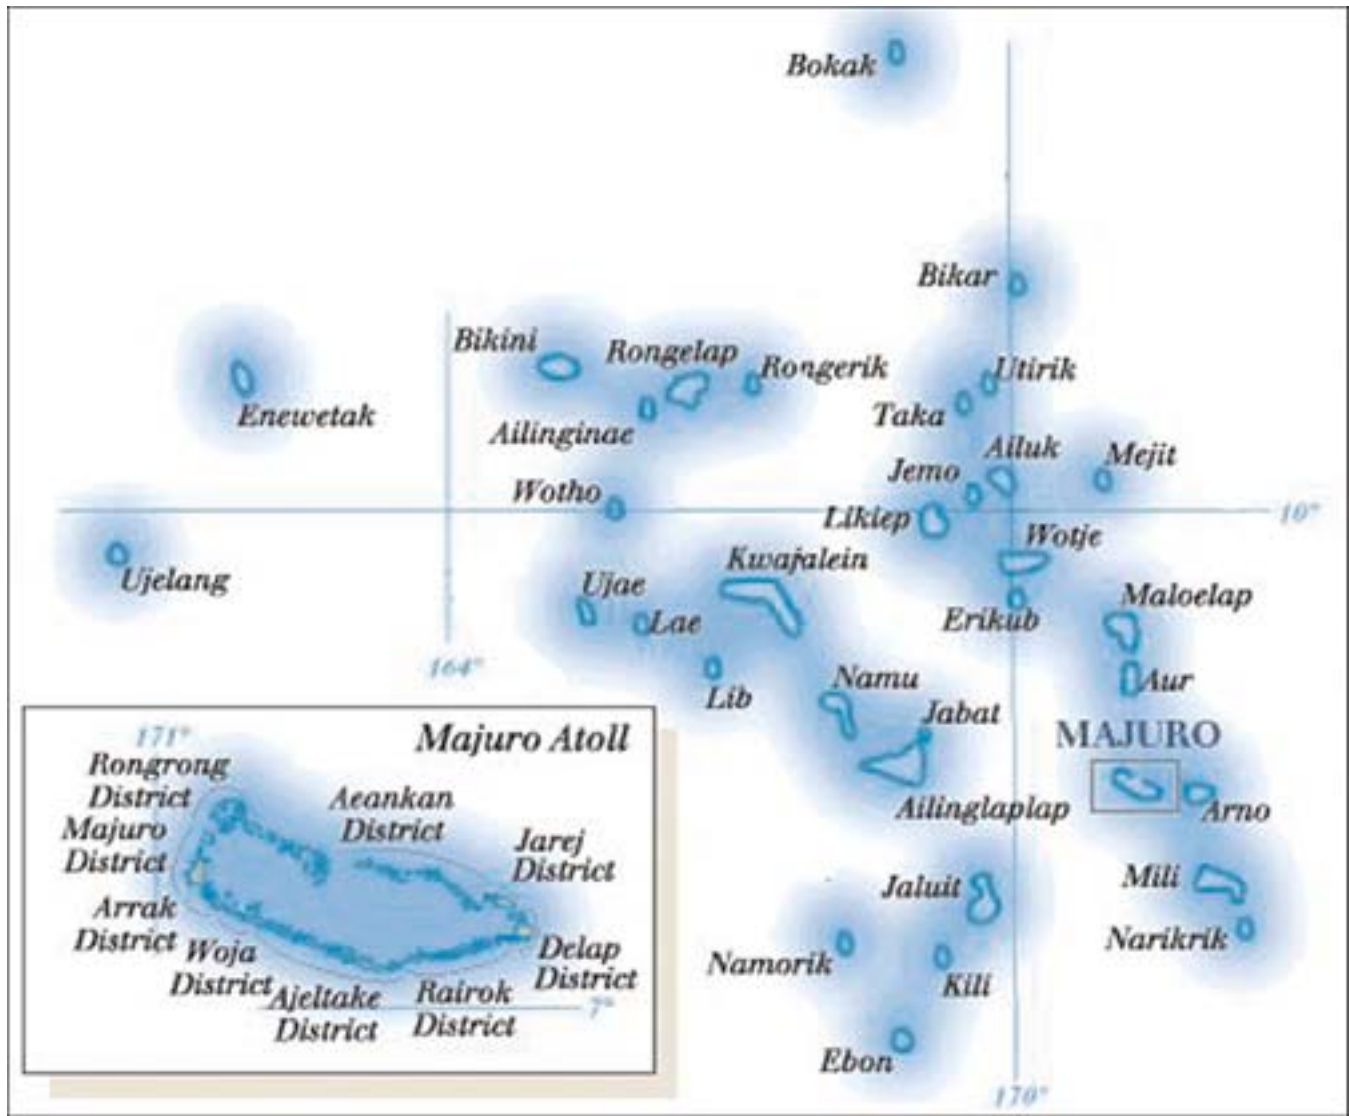 Bokak
Bikar
Bikini
Rongelap
Rongerik
Utirik
Enewetak
Taka
Ailinginae
Ailuk
Mejit
Jemo
Wotho
Likiep
10°
Wotje
Kwajalein
Ujelang
Ujae
Maloelap
Lae
Erikub
164°
Namu
Aur
Lib
Jabat
MAJURO
Ailinglaplap
Arno
Jaluit
Mili
Narikrik
Namorik
Kili
Ebon
170°
Majuro Atoll
171°
Rongrong
District
Aeankan
District
Majuro
District
Jarej
District
Arrak
District
Woja
District
Delap
District
Ajeltake
District
Rairok
District
7°